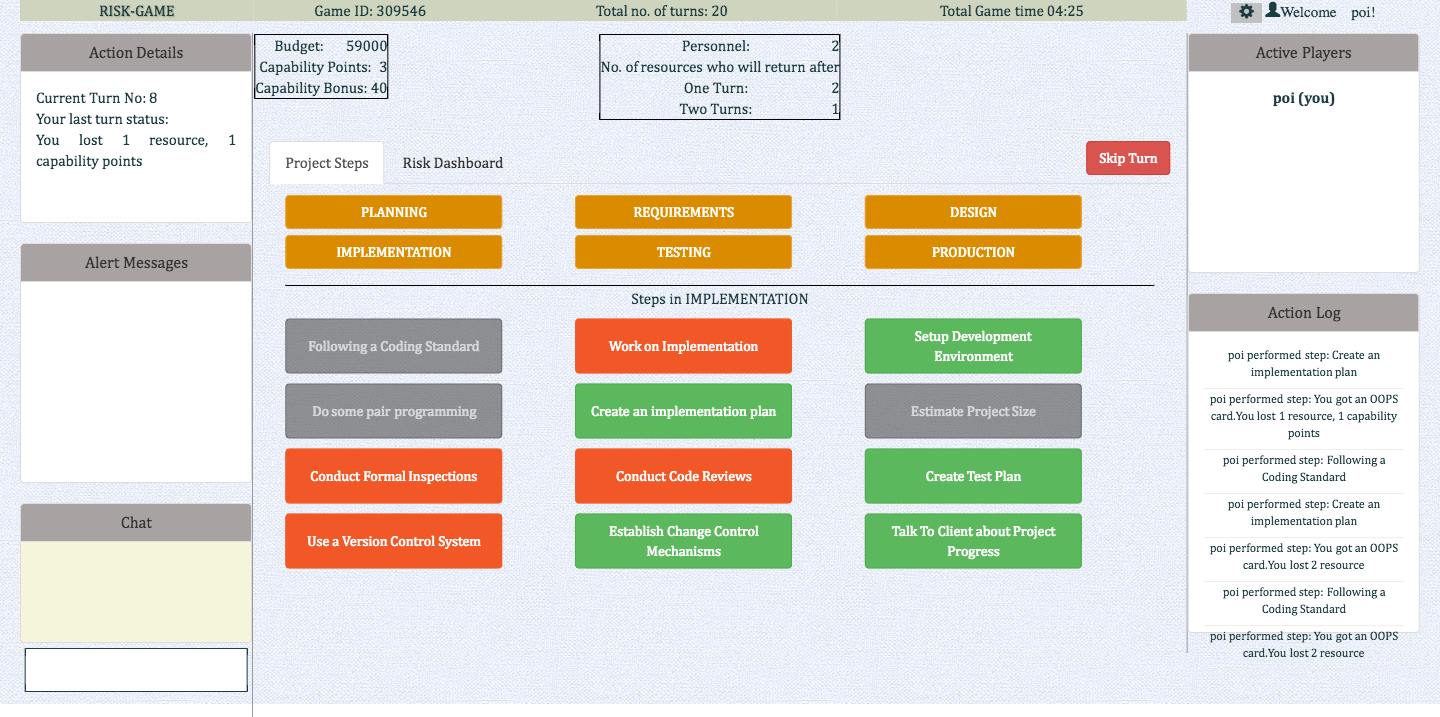 RISK-GAME
Game ID: 309546
Total no. of turns: 20
Total Game time 04:25
Welcome poi!
Action Details
Current Turn No: 8
Your last turn status:
You lost 1 resource, 1
capability points
Alert Messages
Chat
Budget: 59000
Capability Points: 3
Capability Bonus: 40
Personnel: 2
No. of resources who will return after
One Turn: 2
Two Turns: 1
Project Steps
Risk Dashboard
Skip Turn
PLANNING
REQUIREMENTS
DESIGN
IMPLEMENTATION
TESTING
PRODUCTION
Steps in IMPLEMENTATION
Following a Coding Standard
Work on Implementation
Setup Development
Environment
Do some pair programming
Create an implementation plan
Estimate Project Size
Conduct Formal Inspections
Conduct Code Reviews
Create Test Plan
Use a Version Control System
Establish Change Control
Mechanisms
Talk To Client about Project
Progress
Active Players
poi (you)
Action Log
poi performed step: Create an
implementation plan
poi performed step: You got an OOPS
card.You lost 1 resource, 1 capability
points
poi performed step: Following a
Coding Standard
poi performed step: Create an
implementation plan
poi performed step: You got an OOPS
card.You lost 2 resource
poi performed step: Following a
Coding Standard
poi performed step: You got an OOPS
card.You lost 2 resource